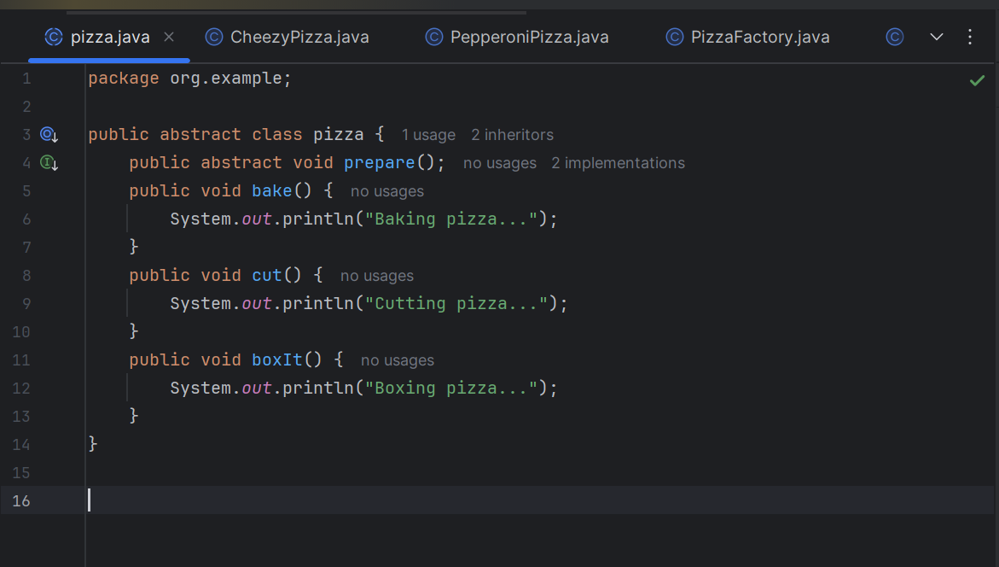 pizza.java CheezyPizza.java PepperoniPizza.java PizzaFactory.java
1 package org.example;
2
3 public abstract class pizza { 1 usage 2 inheritors
4 public abstract void prepare(); no usages 2 implementations
5 public void bake() { no usages
6 System.out.println("Baking pizza...");
7 }
8 public void cut() { no usages
9 System.out.println("Cutting pizza...");
10 }
11 public void boxIt() { no usages
12 System.out.println("Boxing pizza...");
13 }
14 }
15
16